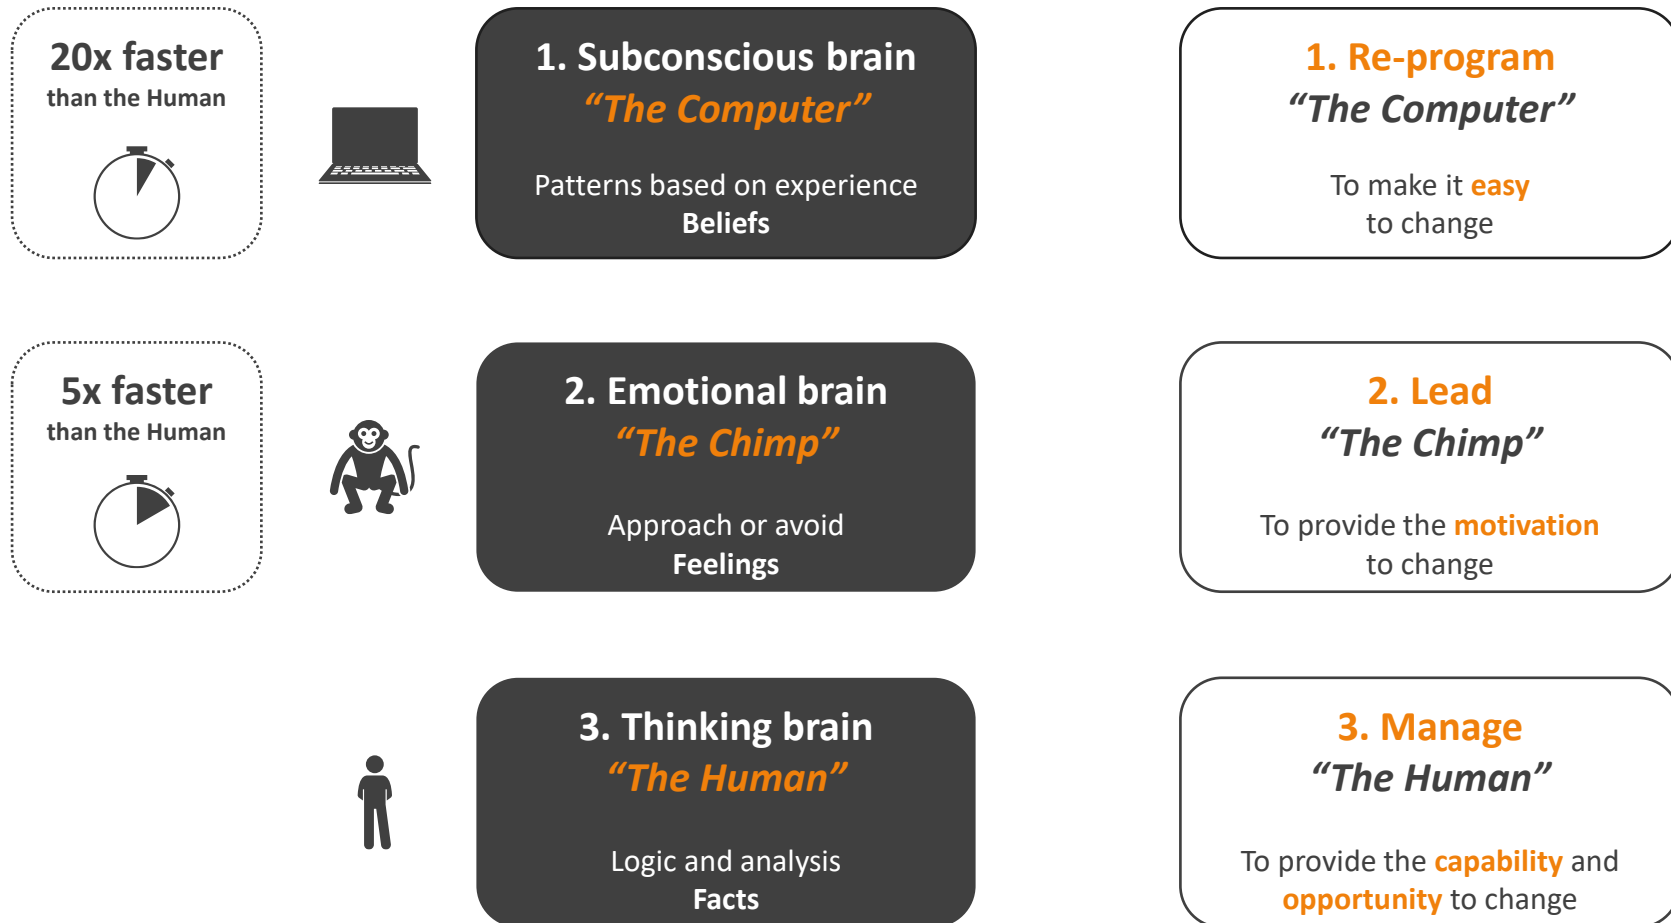 20x faster
than the Human
1. Subconscious brain
“The Computer”
Patterns based on experience
Beliefs
1. Re-program
“The Computer”
To make it easy
to change
5x faster
than the Human
2. Emotional brain
“The Chimp”
Approach or avoid
Feelings
2. Lead
“The Chimp”
To provide the motivation
to change
3. Thinking brain
“The Human”
Logic and analysis
Facts
3. Manage
“The Human”
To provide the capability and
opportunity to change